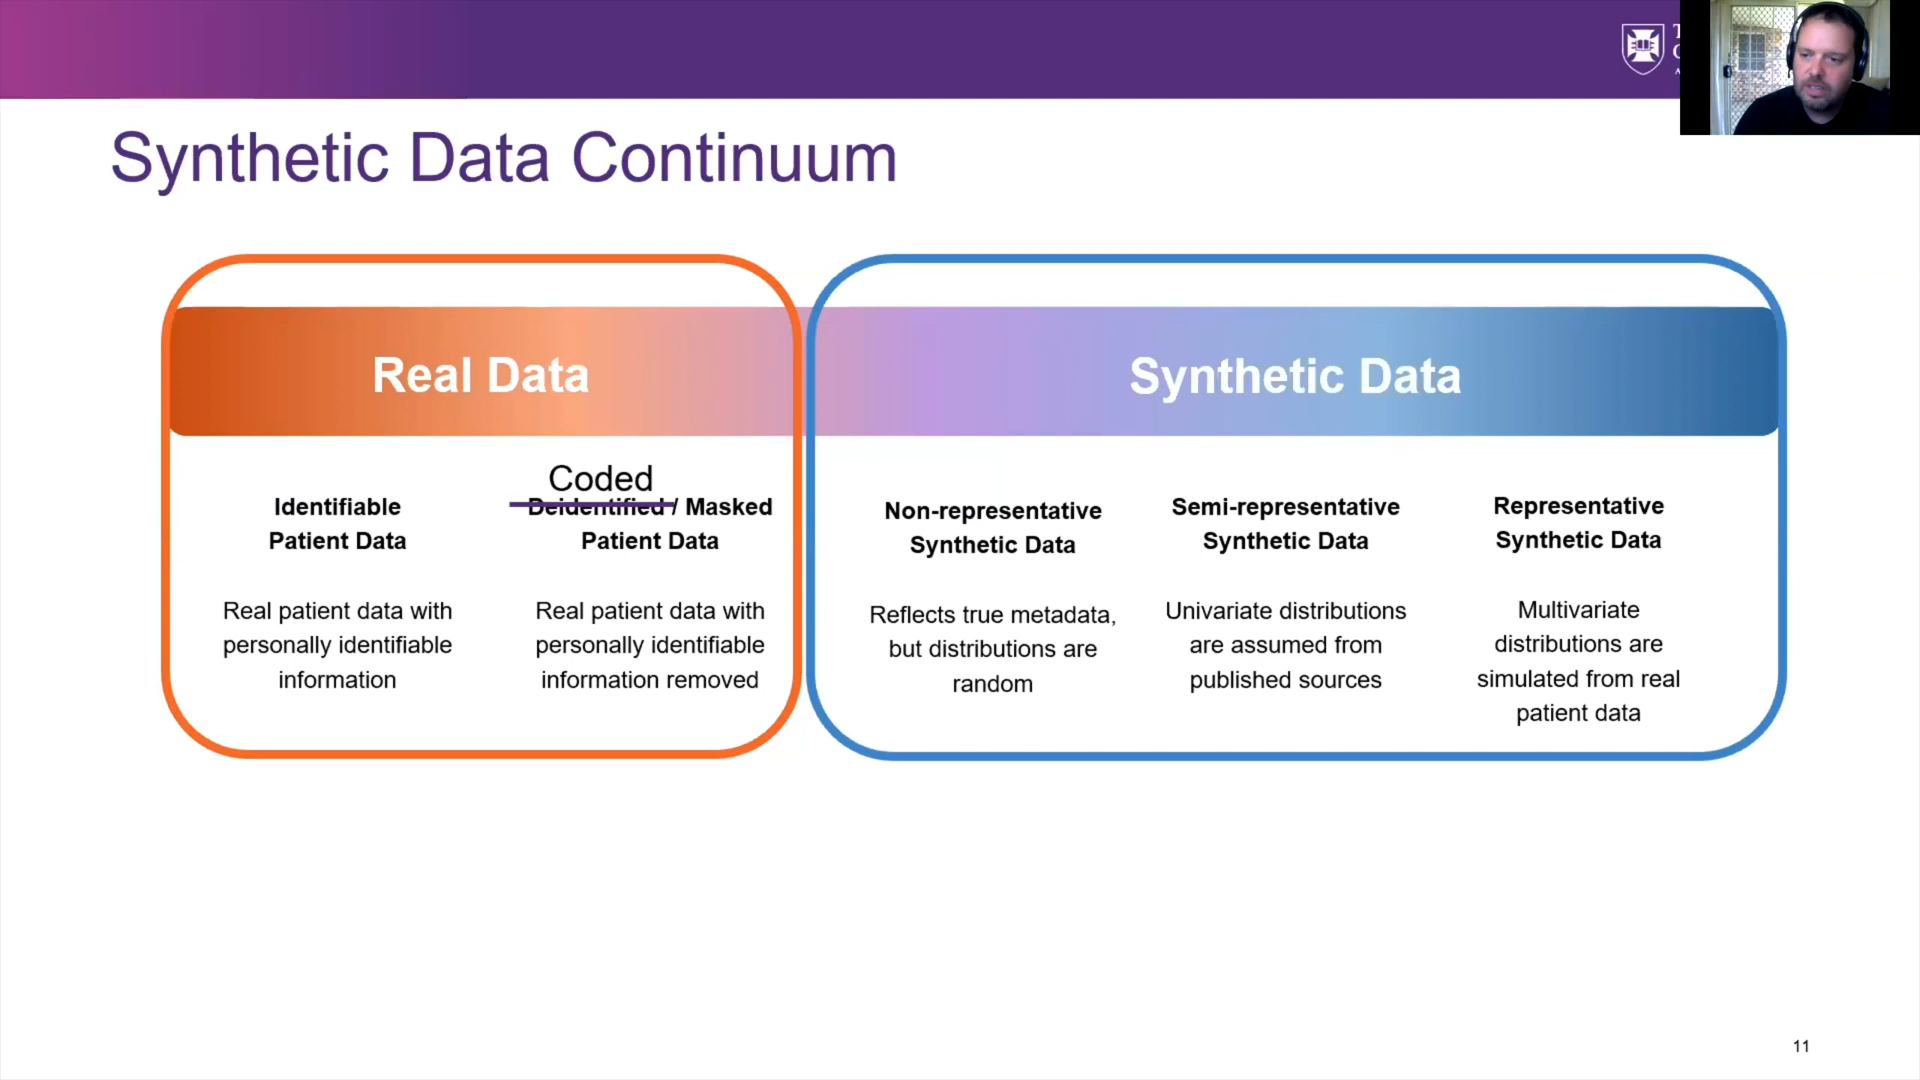 Synthetic Data Continuum
Real Data
Synthetic Data
Identifiable
Patient Data
Real patient data with
personally identifiable
information
Coded
Deidentified / Masked
Patient Data
Real patient data with
personally identifiable
information removed
Non-representative
Synthetic Data
Reflects true metadata,
but distributions are
random
Semi-representative
Synthetic Data
Univariate distributions
are assumed from
published sources
Representative
Synthetic Data
Multivariate
distributions are
simulated from real
patient data
11